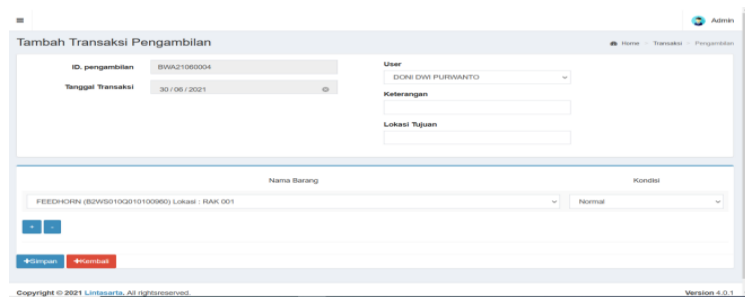 Admin
Tambah Transaksi Pengambilan
Home > Transaksi > Pengambilan
ID. pengambilan BWA21060004
Tanggal Transaksi 30/06/2021
User
DONI DWI PURWANTO
Keterangan
Lokasi Tujuan
Nama Barang Kondisi
FEEDHORN (B2WS010Q010100960) Lokasi : RAK 001 Normal
+ -
+Simpan +Kembali
Copyright © 2021 Lintasarta. All rightsreserved. Version 4.0.1